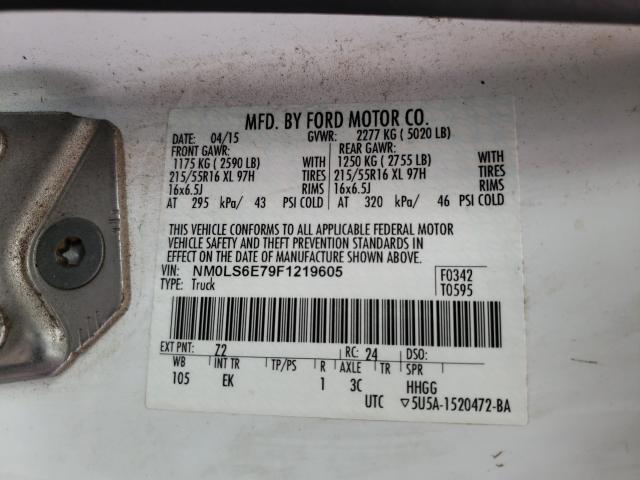 MFD. BY FORD MOTOR CO.
DATE: 04/15 GVWR: 2277 KG ( 5020 LB)
FRONT GAWR: REAR GAWR:
1175 KG ( 2590 LB) WITH 1250 KG ( 2755 LB) WITH
215/55R16 XL 97H TIRES 215/55R16 XL 97H TIRES
16x6.5J RIMS 16x6.5J RIMS
AT 295 kPa/ 43 PSI COLD AT 320 kPa/ 46 PSI COLD
THIS VEHICLE CONFORMS TO ALL APPLICABLE FEDERAL MOTOR
VEHICLE SAFETY AND THEFT PREVENTION STANDARDS IN EFFECT
ON THE DATE OF MANUFACTURE SHOWN ABOVE.
VIN: NM0LS6E79F1219605 F0342
TYPE: Truck T0595
EXT PNT: Z2 RC: 24 DSO:
WB INT TR TP/PS R AXLE TR SPR
105 EK 1 3C HHGG
UTC ▽5U5A-1520472-BA